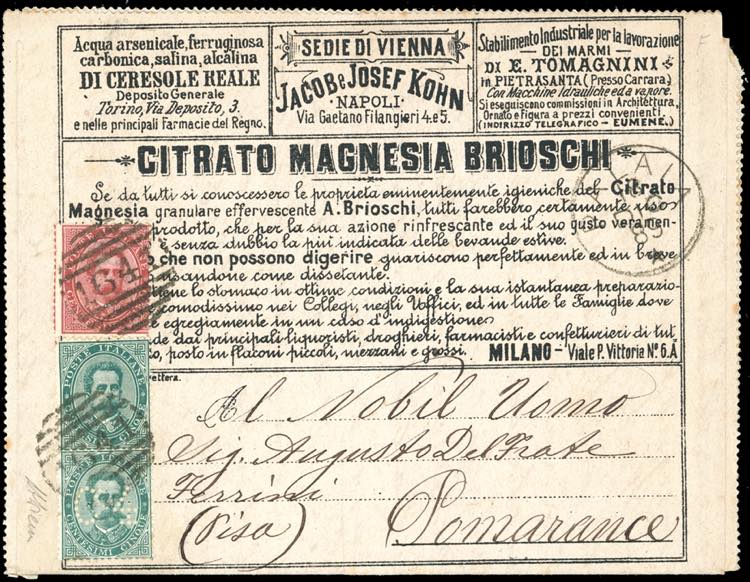 Acqua arsenicale, ferruginosa
carbonica, salina, alcalina
DI CERESOLE REALE
Deposito Generale
Torino, Via Deposito, 3.
e nelle principali Farmacie del Regno.
SEDIE DI VIENNA
JACOB e JOSEF KOHN
NAPOLI
Via Gaetano Filangieri 4 e 5.
Stabilimento Industriale per la lavorazione
DEI MARMI
DI E. TOMAGNINI
IN PIETRASANTA (Presso Carrara)
Con Macchine Idrauliche ed a vapore.
Si eseguiscono commissioni in Architettura,
Ornato e Figura a prezzi convenienti.
(INDIRIZZO TELEGRAFICO - EUMENE.)
CITRATO MAGNESIA BRIOSCHI
Se da tutti si conoscessero le proprietà eminentemente igieniche del Citrato
Magnesia granulare effervescente A. Brioschi, tutti farebbero certamente uso
prodotto, che per la sua azione rinfrescante ed il suo gusto veramen-
è senza dubbio la più indicata delle bevande estive.
o che non possono digerire guariscono perfettamente ed in breve
usandone come dissetante.
ene lo stomaco in ottime condizioni e la sua istantanea preparazio-
comodissimo nei Collegi, negli Uffici, ed in tutte le Famiglie dove
e egregiamente in un caso d'indigestione.
de dai principali liquoristi, droghieri, farmacisti e confetturieri di tut
o, posto in flaconi piccoli, mezzani e grossi. MILANO - Viale P. Vittoria N.º 6. A
lettera.
164
POSTE ITALIANE
CENTESIMI CINQUE
Al Nobil Uomo
Sig. Augusto Del Frate
Ferrini
(Pisa) Pomarance